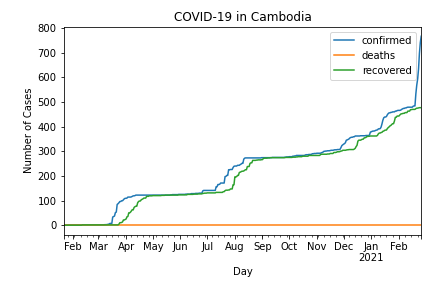 COVID-19 in Cambodia
800
700
600
500
400
300
200
100
0
Number of Cases
confirmed
deaths
recovered
Feb Mar Apr May Jun Jul Aug Sep Oct Nov Dec Jan Feb
2021
Day